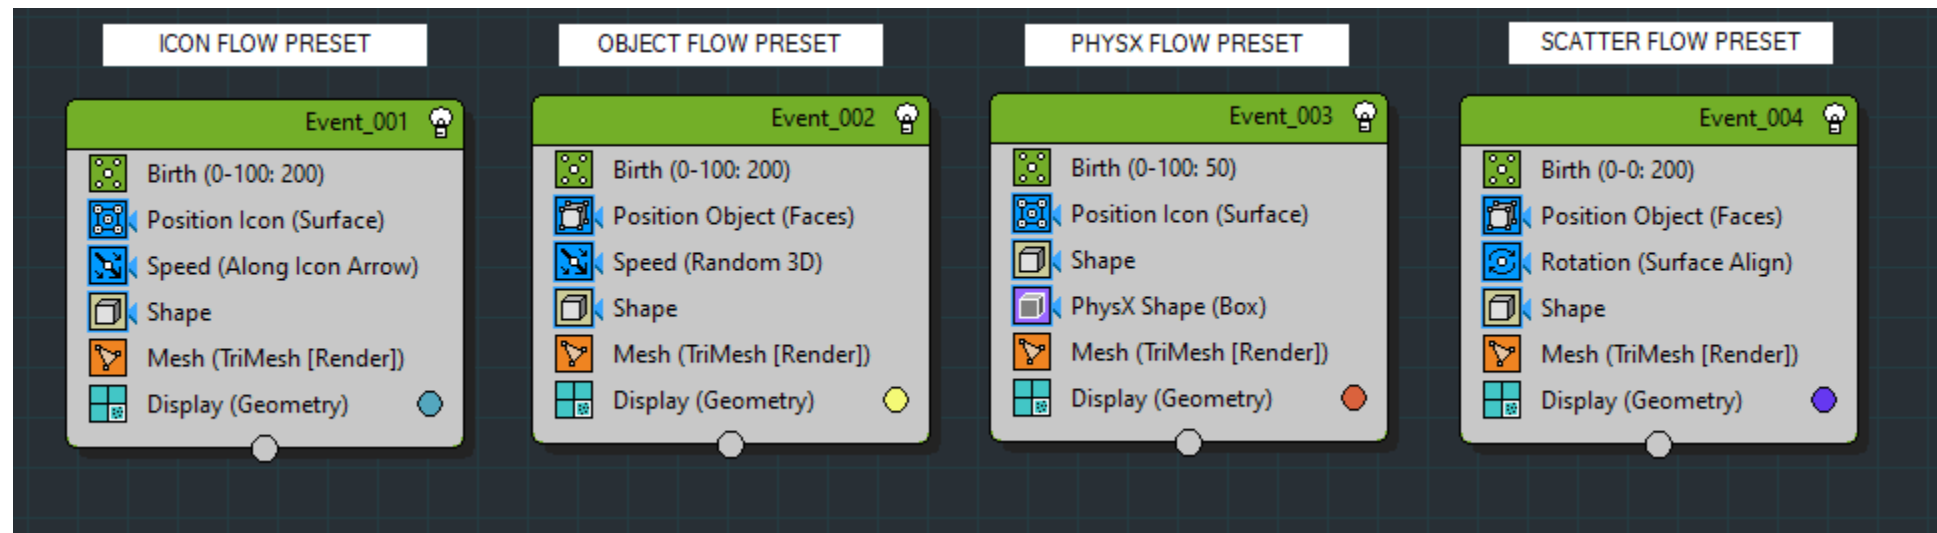 ICON FLOW PRESET
Event_001
Birth (0-100: 200)
Position Icon (Surface)
Speed (Along Icon Arrow)
Shape
Mesh (TriMesh [Render])
Display (Geometry)
OBJECT FLOW PRESET
Event_002
Birth (0-100: 200)
Position Object (Faces)
Speed (Random 3D)
Shape
Mesh (TriMesh [Render])
Display (Geometry)
PHYSX FLOW PRESET
Event_003
Birth (0-100: 50)
Position Icon (Surface)
Shape
PhysX Shape (Box)
Mesh (TriMesh [Render])
Display (Geometry)
SCATTER FLOW PRESET
Event_004
Birth (0-0: 200)
Position Object (Faces)
Rotation (Surface Align)
Shape
Mesh (TriMesh [Render])
Display (Geometry)